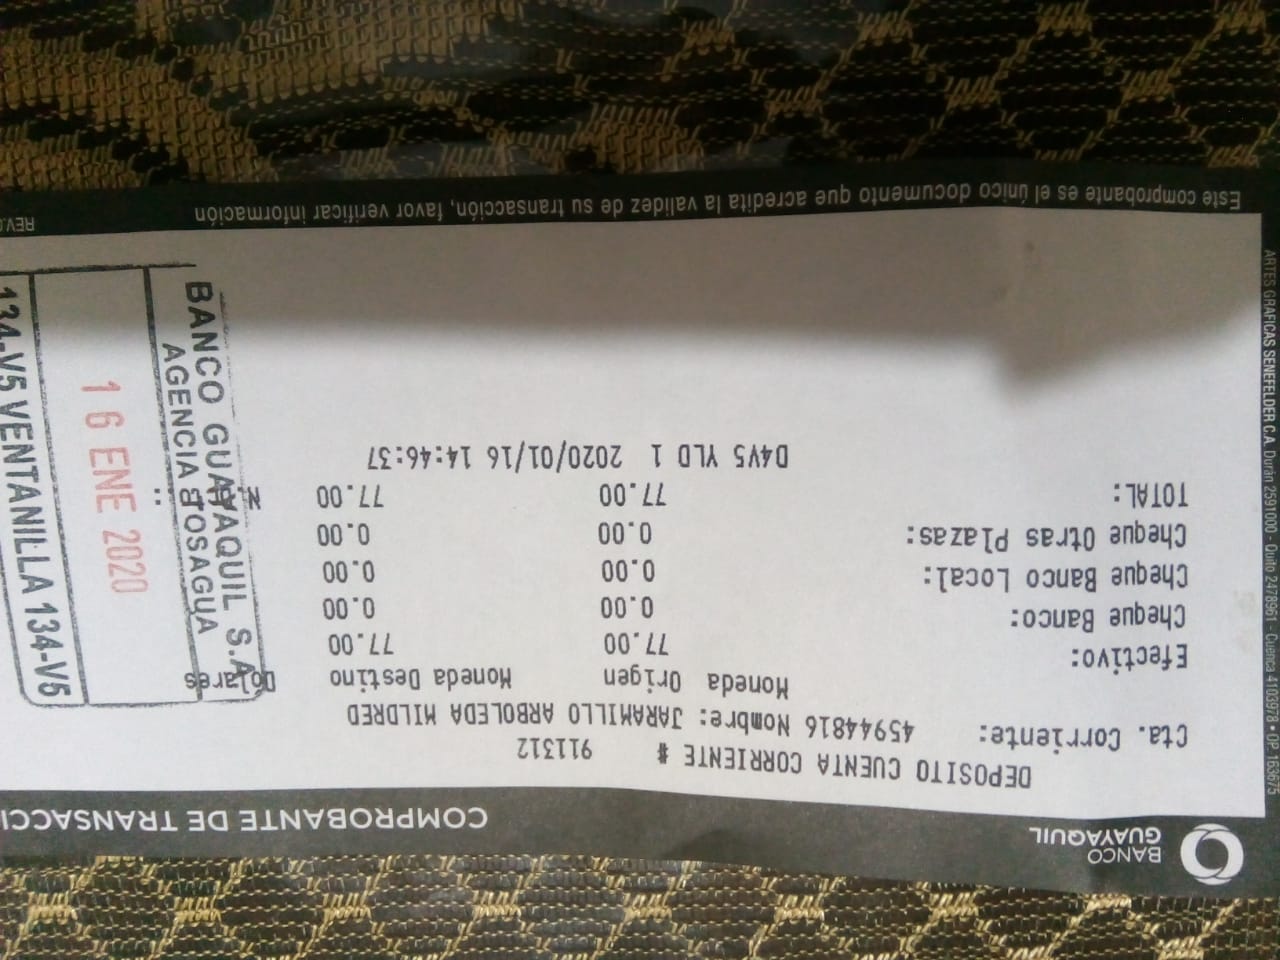 BANCO
GUAYAQUIL
COMPROBANTE DE TRANSACCI
DEPOSITO CUENTA CORRIENTE # 911312
Cta. Corriente: 45944816 Nombre: JARAMILLO ARBOLEDA MILDRED
Moneda Origen Moneda Destino Dólares
Efectivo: 77.00 77.00
Cheque Banco: 0.00 0.00
Cheque Banco Local: 0.00 0.00
Cheque Otras Plazas: 0.00 0.00
TOTAL: 77.00 77.00
D4V5 YLD 1 2020/01/16 14:46:37
BANCO GUAYAQUIL S.A.
AGENCIA
16 ENE 2020
134-V5 VENTANILLA 134-V5
Este comprobante es el único documento que acredita la validez de su transacción, favor verificar información
REV.
ARTES GRAFICAS SENEFELDER C.A. Durán 2591000 - Quito 2478961 - Cuenca 4103978 • OP. 163675